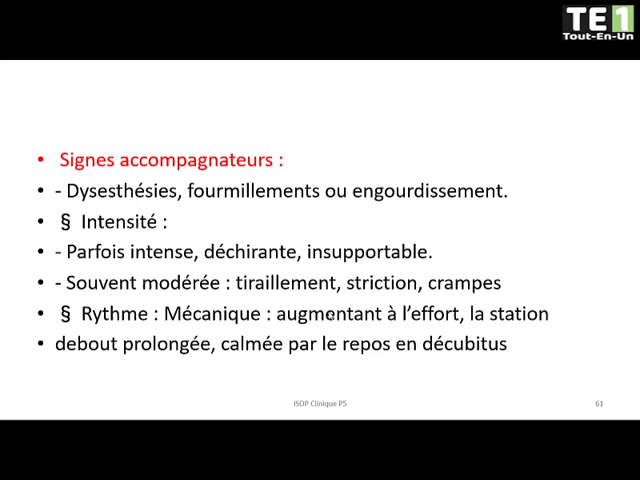 TE1
Tout-En-Un
• Signes accompagnateurs :
• - Dysesthésies, fourmillements ou engourdissement.
• § Intensité :
• - Parfois intense, déchirante, insupportable.
• - Souvent modérée : tiraillement, striction, crampes
• § Rythme : Mécanique : augmentant à l’effort, la station
• debout prolongée, calmée par le repos en décubitus
ISOP Clinique P5 61